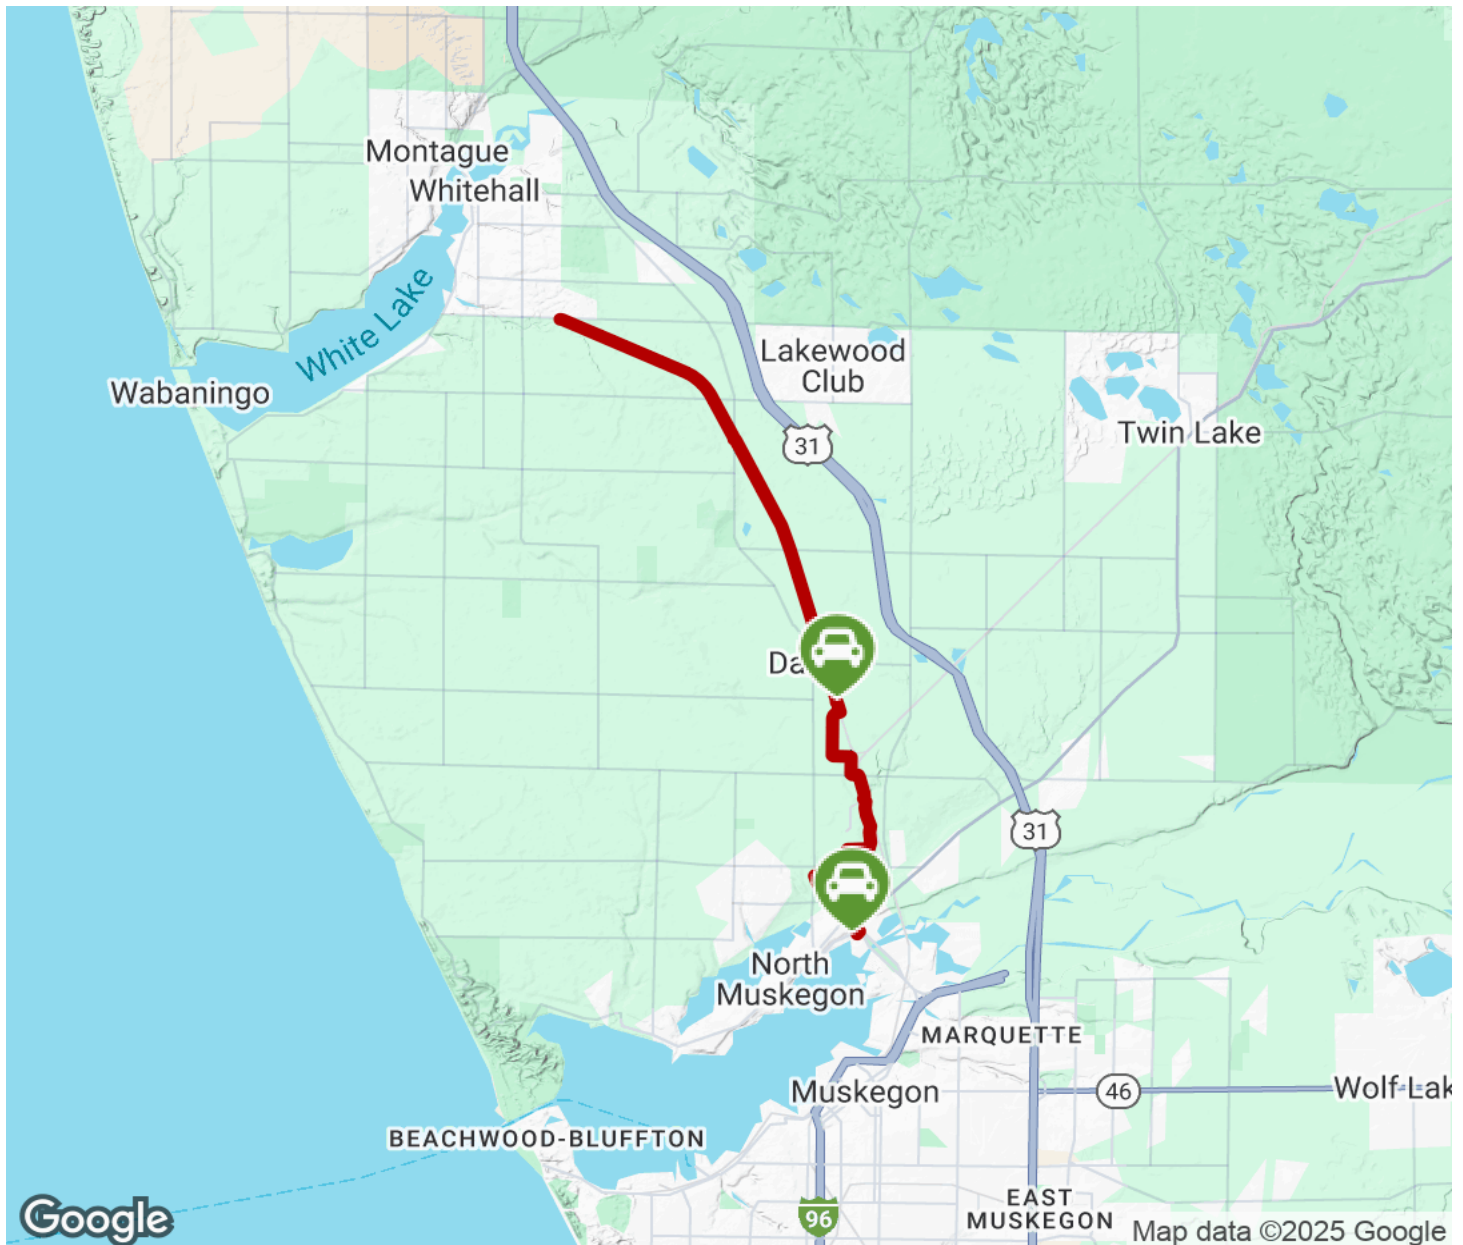 Montague
Whitehall
White Lake
Wabaningo
Lakewood
Club
31
Twin Lake
Da
31
North
Muskegon
MARQUETTE
Muskegon
46
Wolf Lak
BEACHWOOD-BLUFFTON
EAST
MUSKEGON
96
Google
Map data ©2025 Google